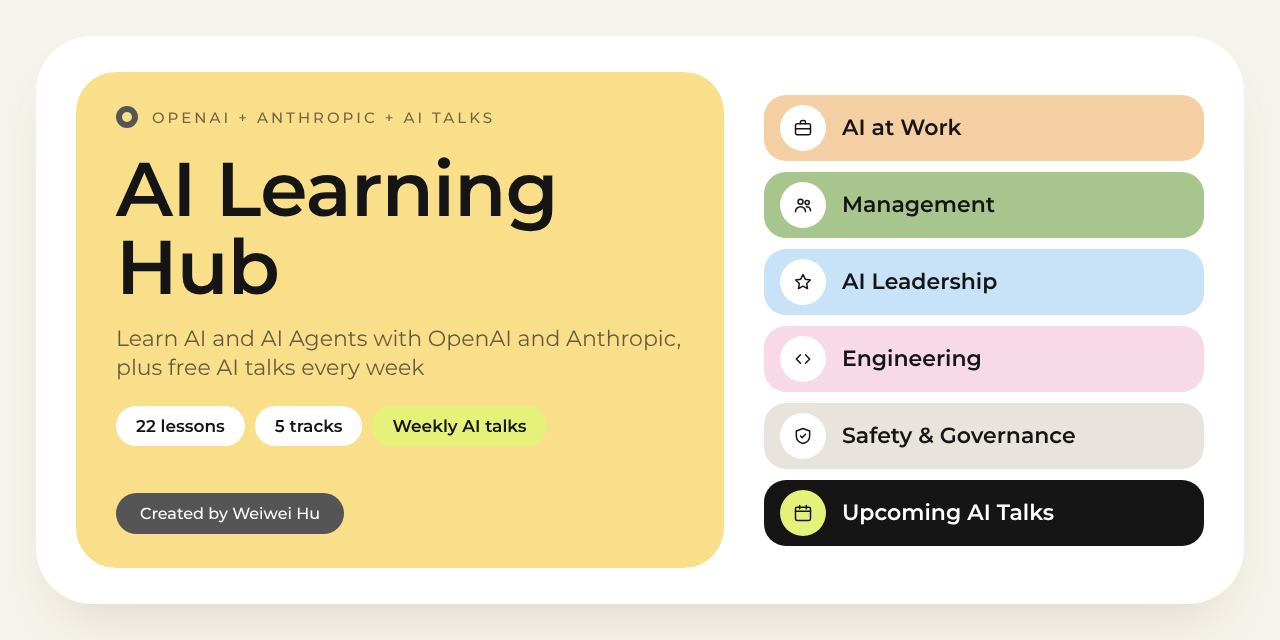 OPENAI + ANTHROPIC + AI TALKS
AI Learning
Hub
Learn AI and AI Agents with OpenAI and Anthropic,
plus free AI talks every week
22 lessons
5 tracks
Weekly AI talks
Created by Weiwei Hu
AI at Work
Management
AI Leadership
Engineering
Safety & Governance
Upcoming AI Talks